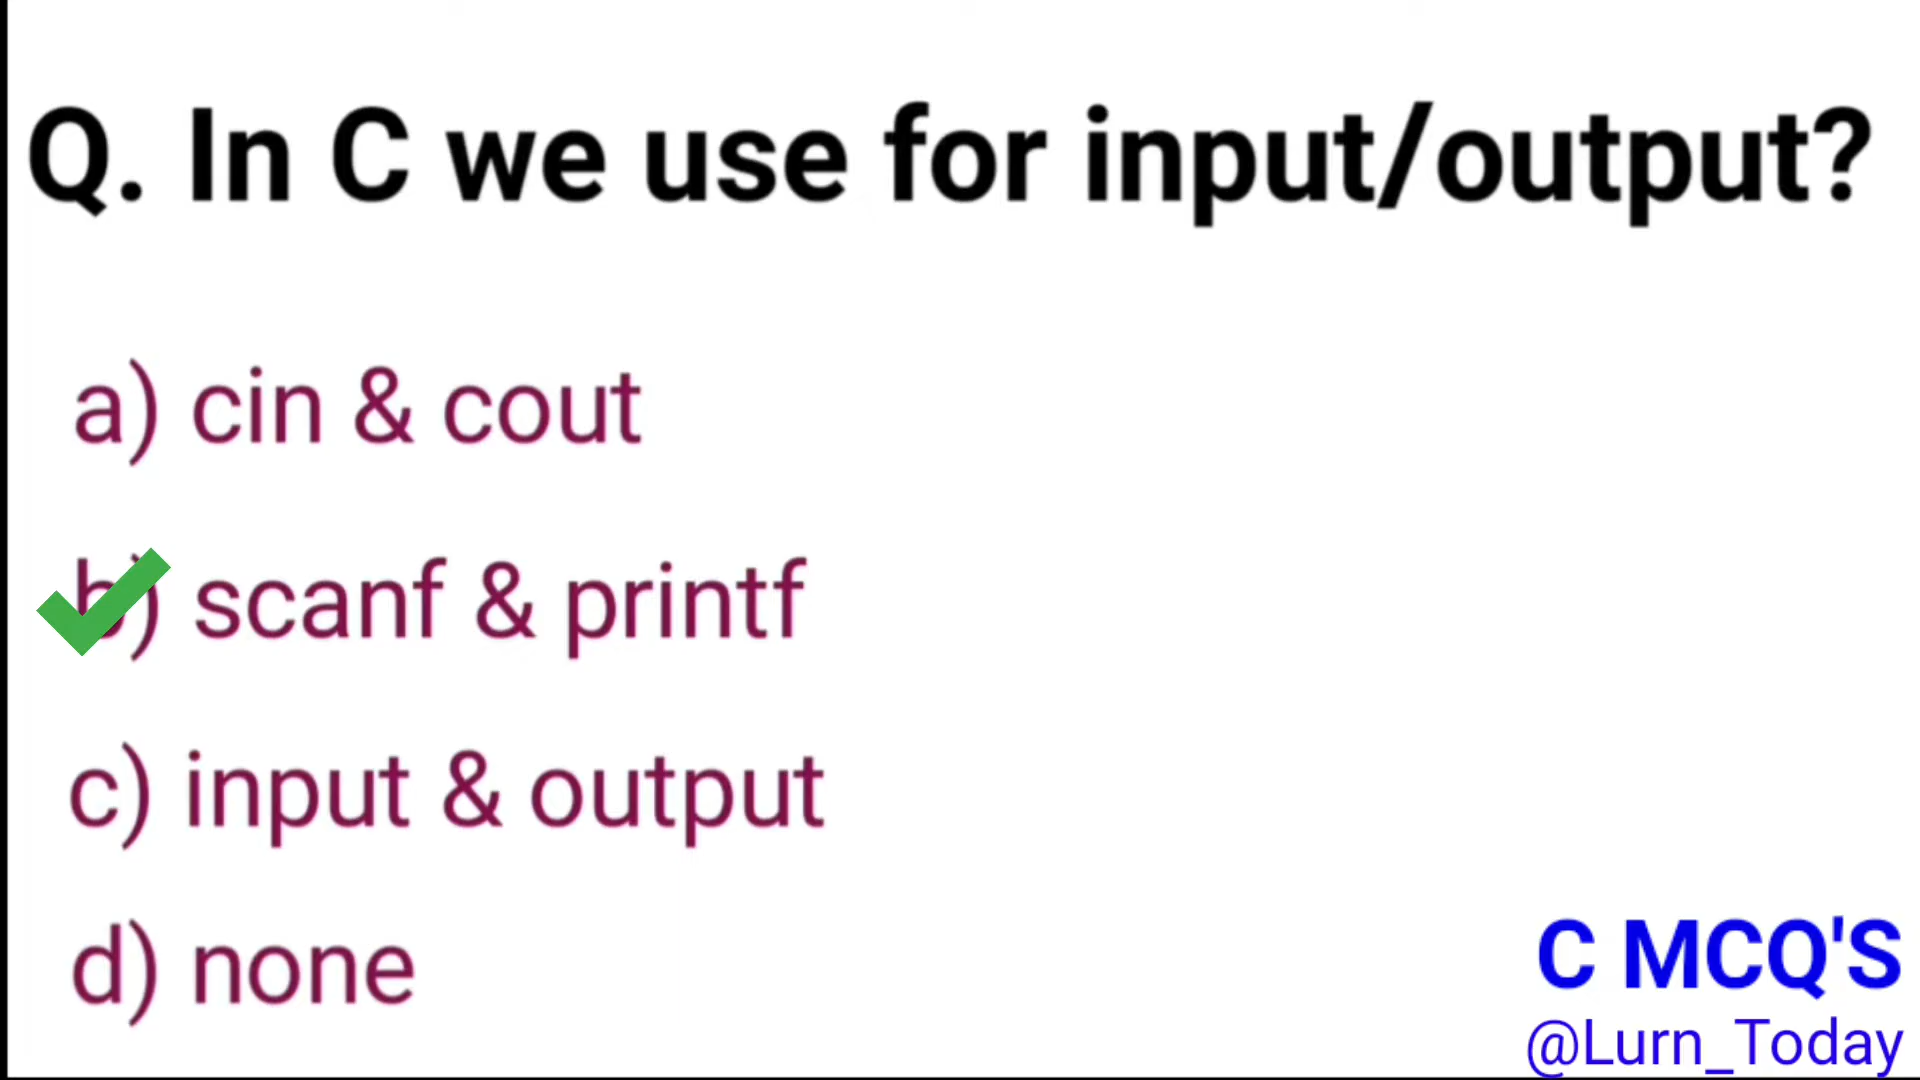 Q. In C we use for input/output?
a) cin & cout
b) scanf & printf
c) input & output
d) none
C MCQ'S
@Lurn_Today